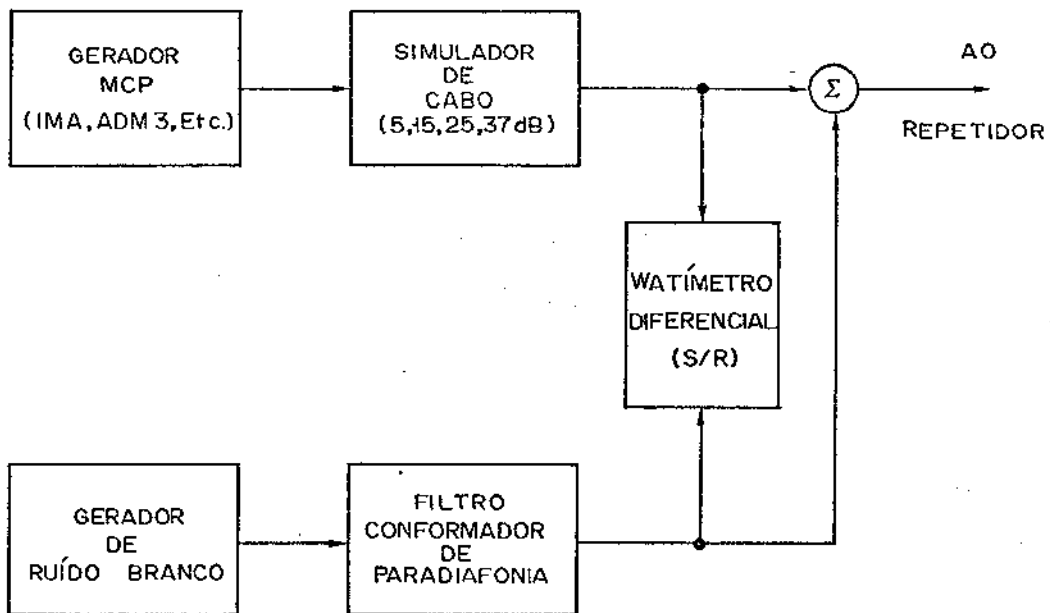 GERADOR
MCP
(IMA, ADM 3, Etc.)
SIMULADOR
DE
CABO
(5,15,25,37dB)
Σ
AO
REPETIDOR
WATÍMETRO
DIFERENCIAL
(S/R)
GERADOR
DE
RUÍDO BRANCO
FILTRO
CONFORMADOR
DE
PARADIAFONIA